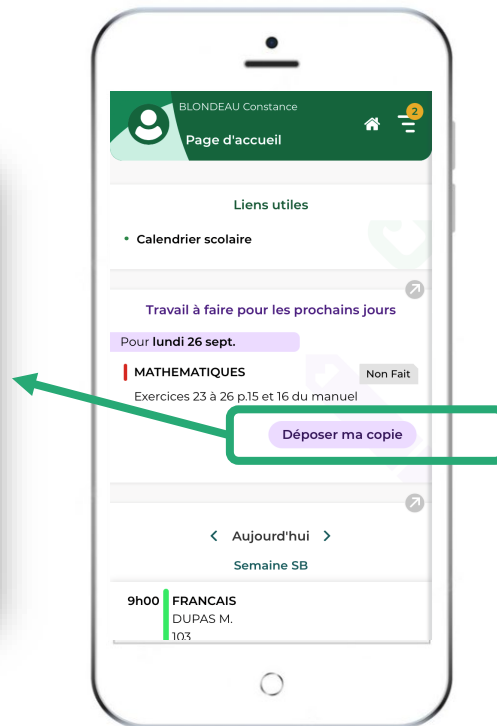 BLONDEAU Constance
2
Page d'accueil
Liens utiles
• Calendrier scolaire
Travail à faire pour les prochains jours
Pour lundi 26 sept.
MATHEMATIQUES
Non Fait
Exercices 23 à 26 p.15 et 16 du manuel
Déposer ma copie
Aujourd'hui
Semaine SB
9h00 FRANCAIS
DUPAS M.
103